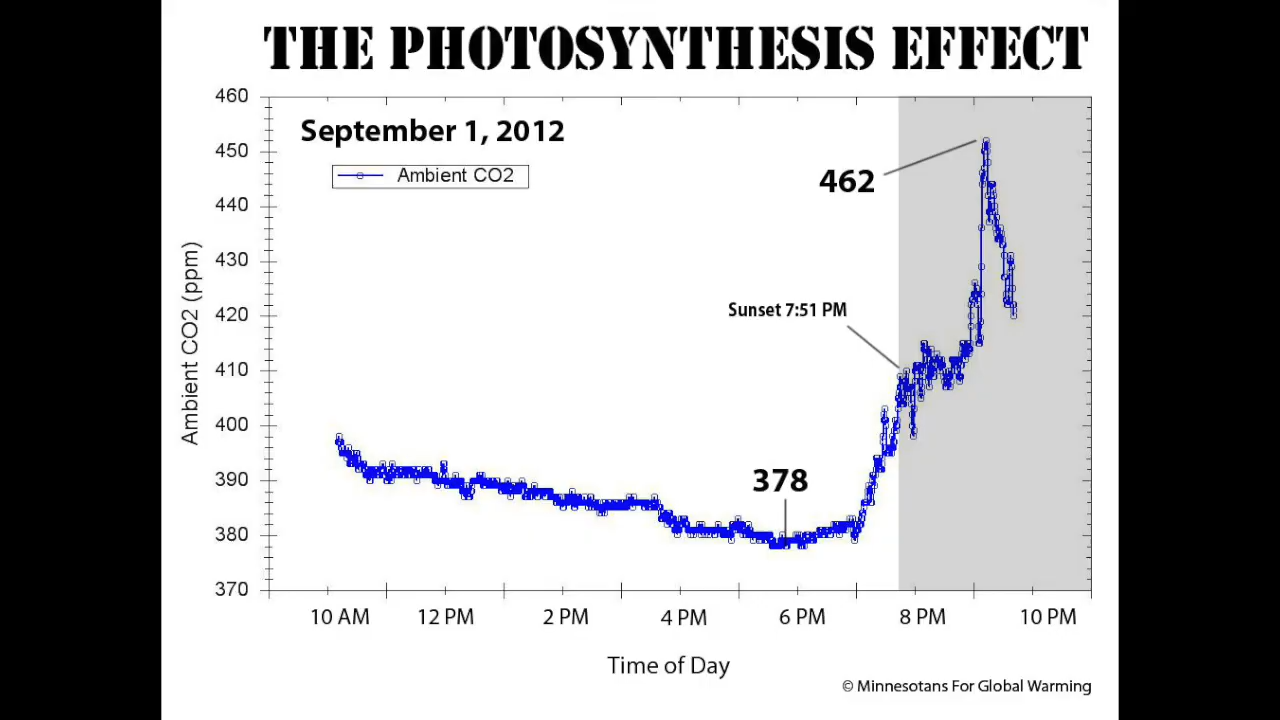 THE PHOTOSYNTHESIS EFFECT
September 1, 2012
Ambient CO2
460
450
440
430
420
410
400
390
380
370
Ambient CO2 (ppm)
462
Sunset 7:51 PM
378
10 AM 12 PM 2 PM 4 PM 6 PM 8 PM 10 PM
Time of Day
© Minnesotans For Global Warming